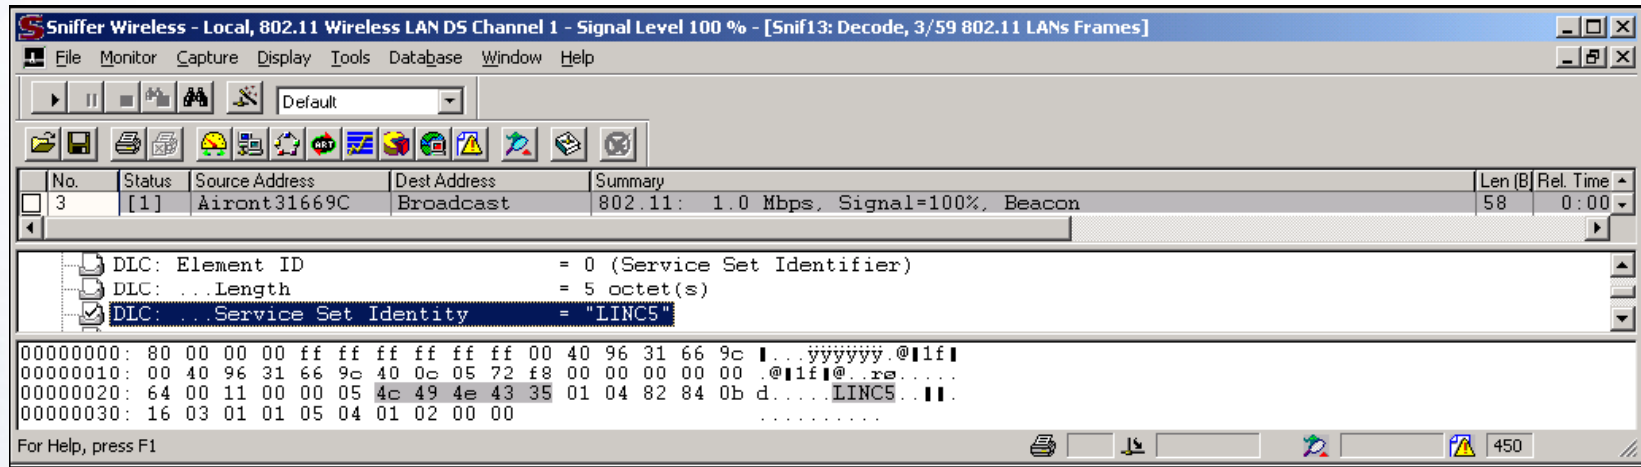 Sniffer Wireless - Local, 802.11 Wireless LAN DS Channel 1 - Signal Level 100 % - [Snif13: Decode, 3/59 802.11 LANs Frames]
File Monitor Capture Display Tools Database Window Help
Default
ART
No. Status Source Address Dest Address Summary Len (B) Rel. Time
3 [1] Airont31669C Broadcast 802.11: 1.0 Mbps, Signal=100%, Beacon 58 0:00
DLC: Element ID = 0 (Service Set Identifier)
DLC: ...Length = 5 octet(s)
DLC: ...Service Set Identity = "LINC5"
00000000: 80 00 00 00 ff ff ff ff ff ff 00 40 96 31 66 9c ▮...ÿÿÿÿÿÿ.@▮1f▮
00000010: 00 40 96 31 66 9c 40 0c 05 72 f8 00 00 00 00 00 .@▮1f▮@..rø.....
00000020: 64 00 11 00 00 05 4c 49 4e 43 35 01 04 82 84 0b d.....LINC5..▮▮.
00000030: 16 03 01 01 05 04 01 02 00 00 ..........
For Help, press F1 450